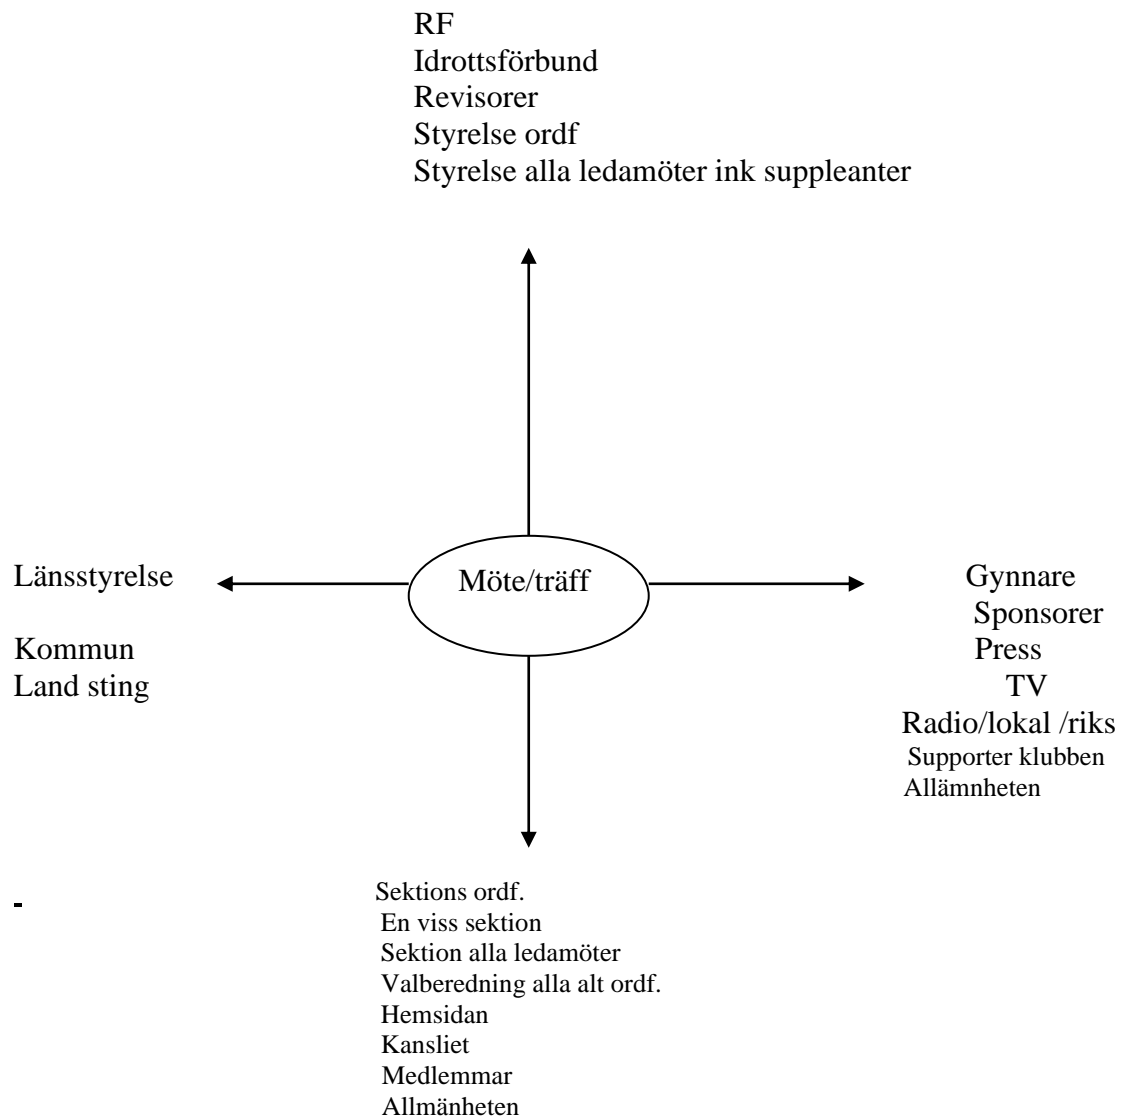 RF
Idrottsförbund
Revisorer
Styrelse ordf
Styrelse alla ledamöter ink suppleanter
Möte/träff
Länsstyrelse
Kommun
Land sting
Gynnare
Sponsorer
Press
TV
Radio/lokal /riks
Supporter klubben
Allämnheten
-
Sektions ordf.
En viss sektion
Sektion alla ledamöter
Valberedning alla alt ordf.
Hemsidan
Kansliet
Medlemmar
Allmänheten